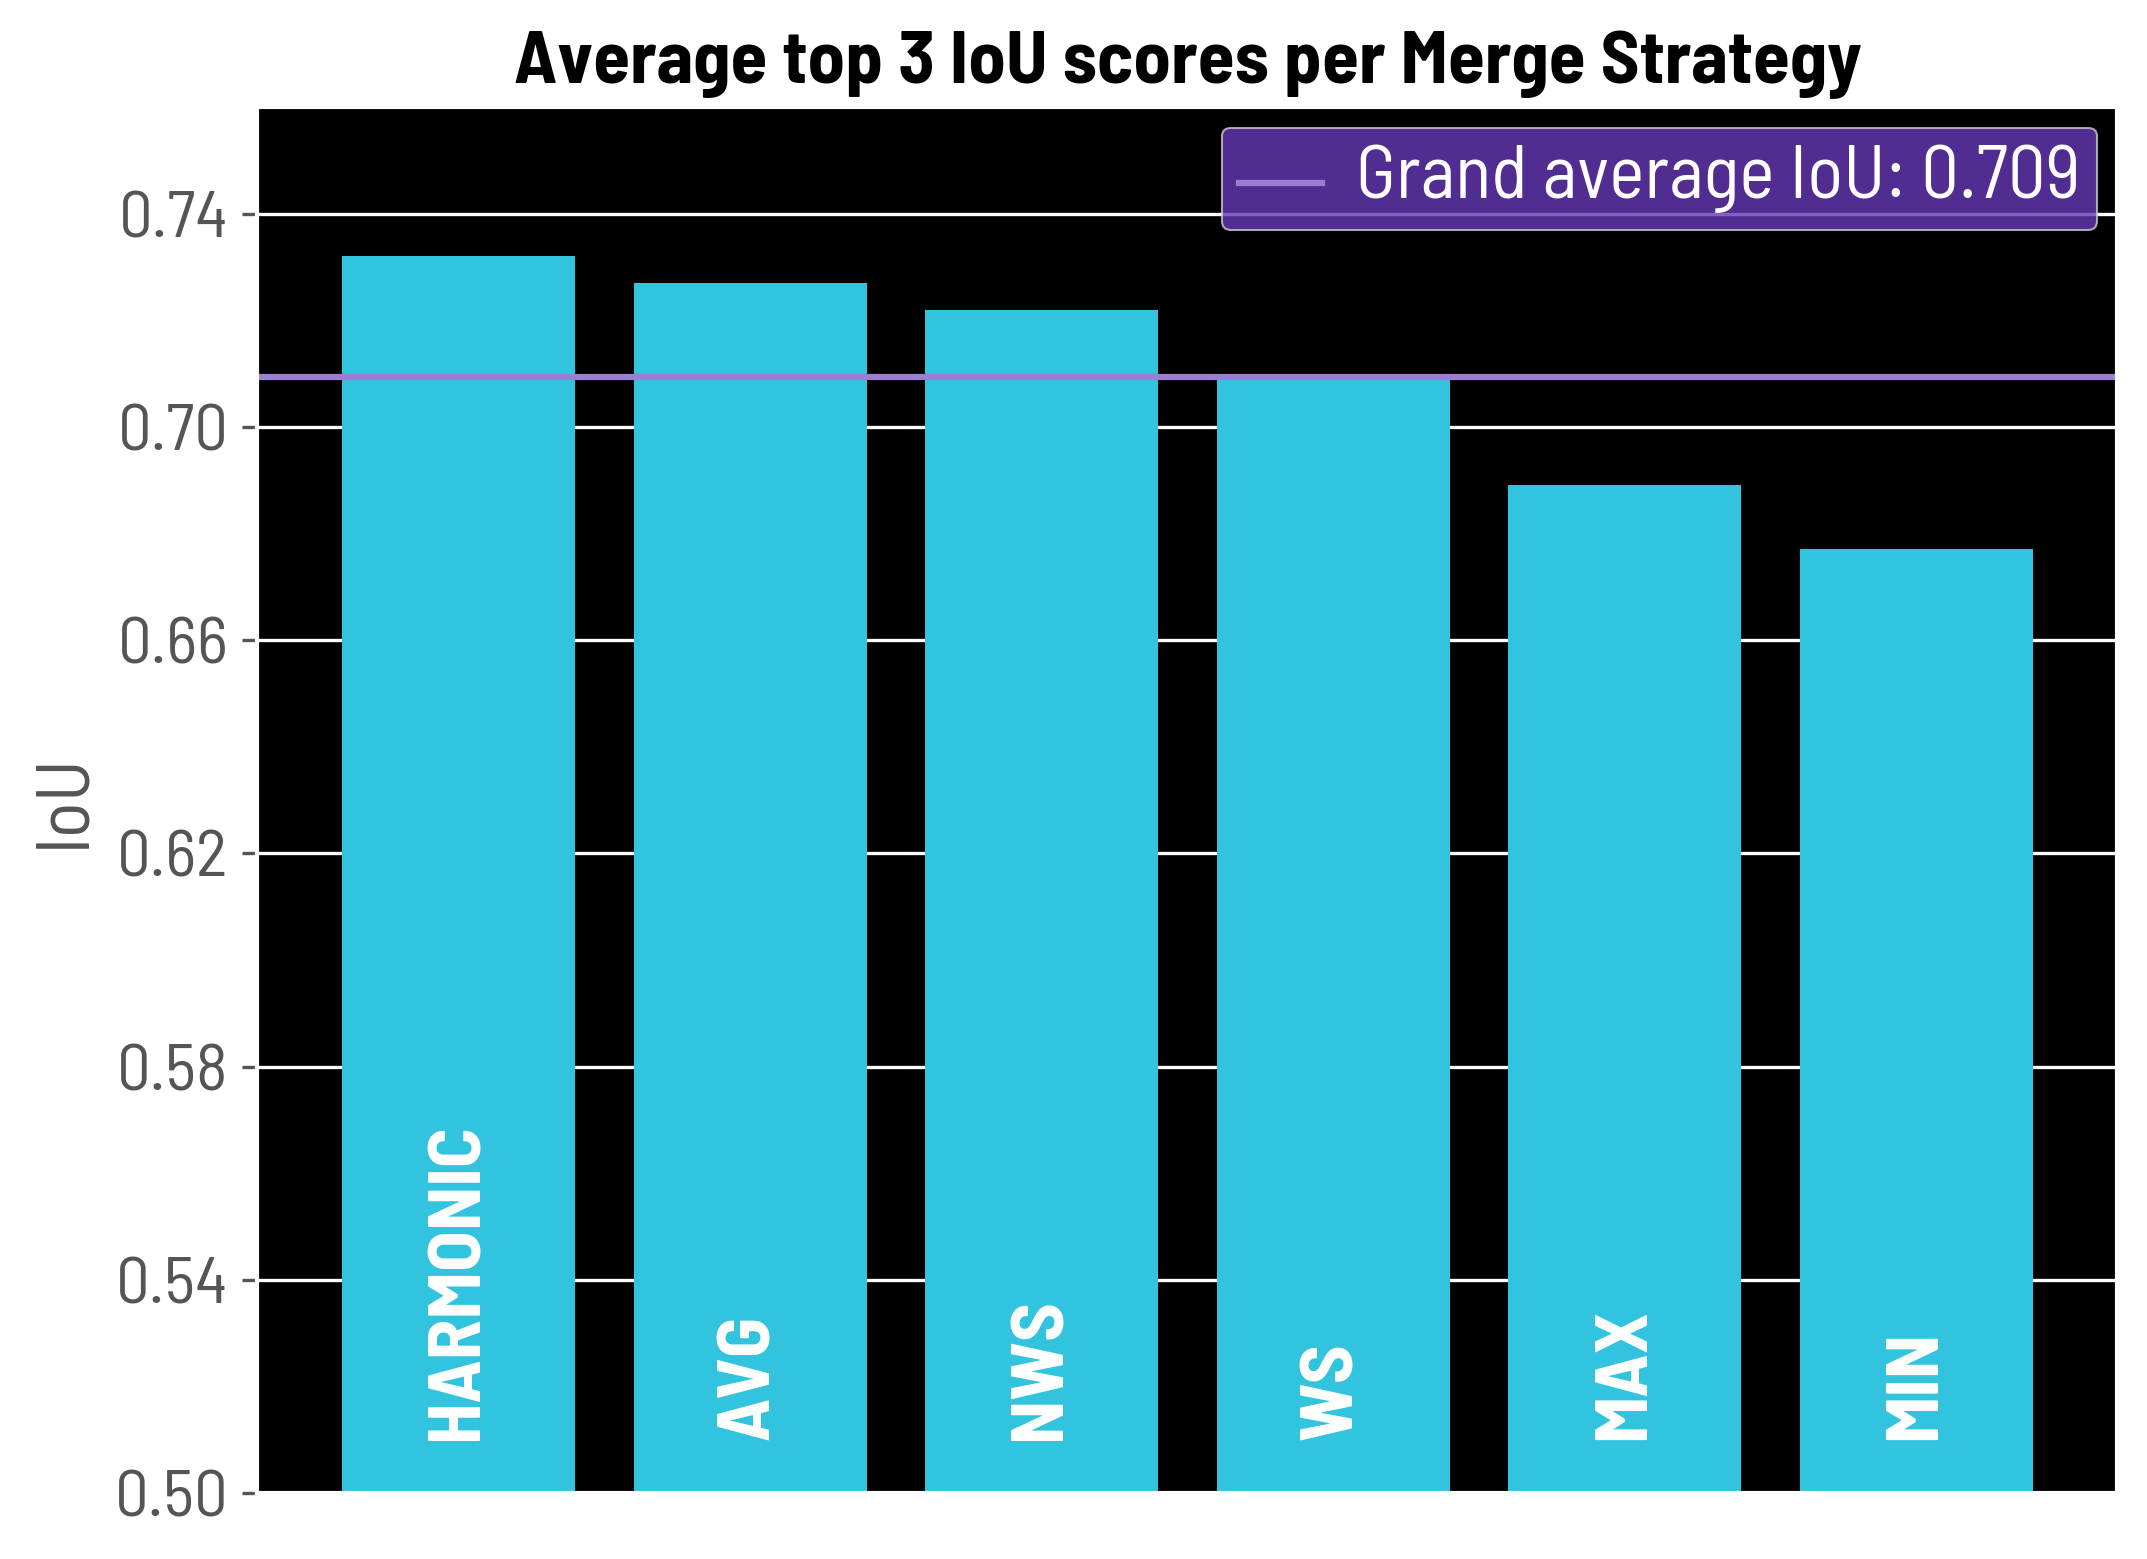 Average top 3 IoU scores per Merge Strategy
Grand average IoU: 0.709
0.74
0.70
0.66
0.62
0.58
0.54
0.50
IoU
HARMONIC
AVG
NWS
WS
MAX
MIN